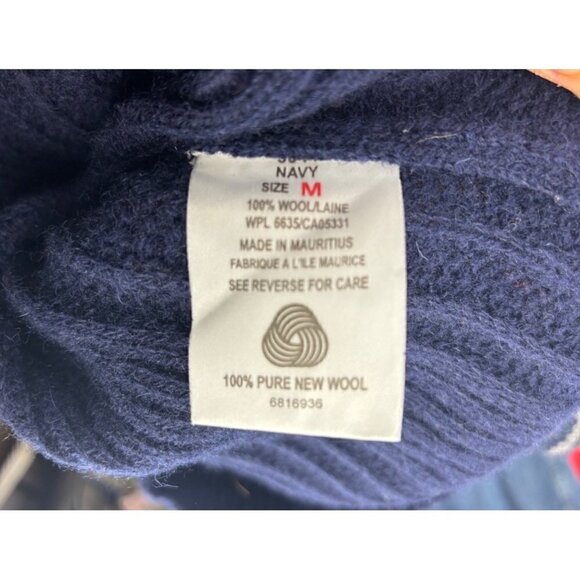 NAVY
SIZE M
100% WOOL/LAINE
WPL 6635/CA05331
MADE IN MAURITIUS
FABRIQUE A L'ILE MAURICE
SEE REVERSE FOR CARE
100% PURE NEW WOOL
6816936